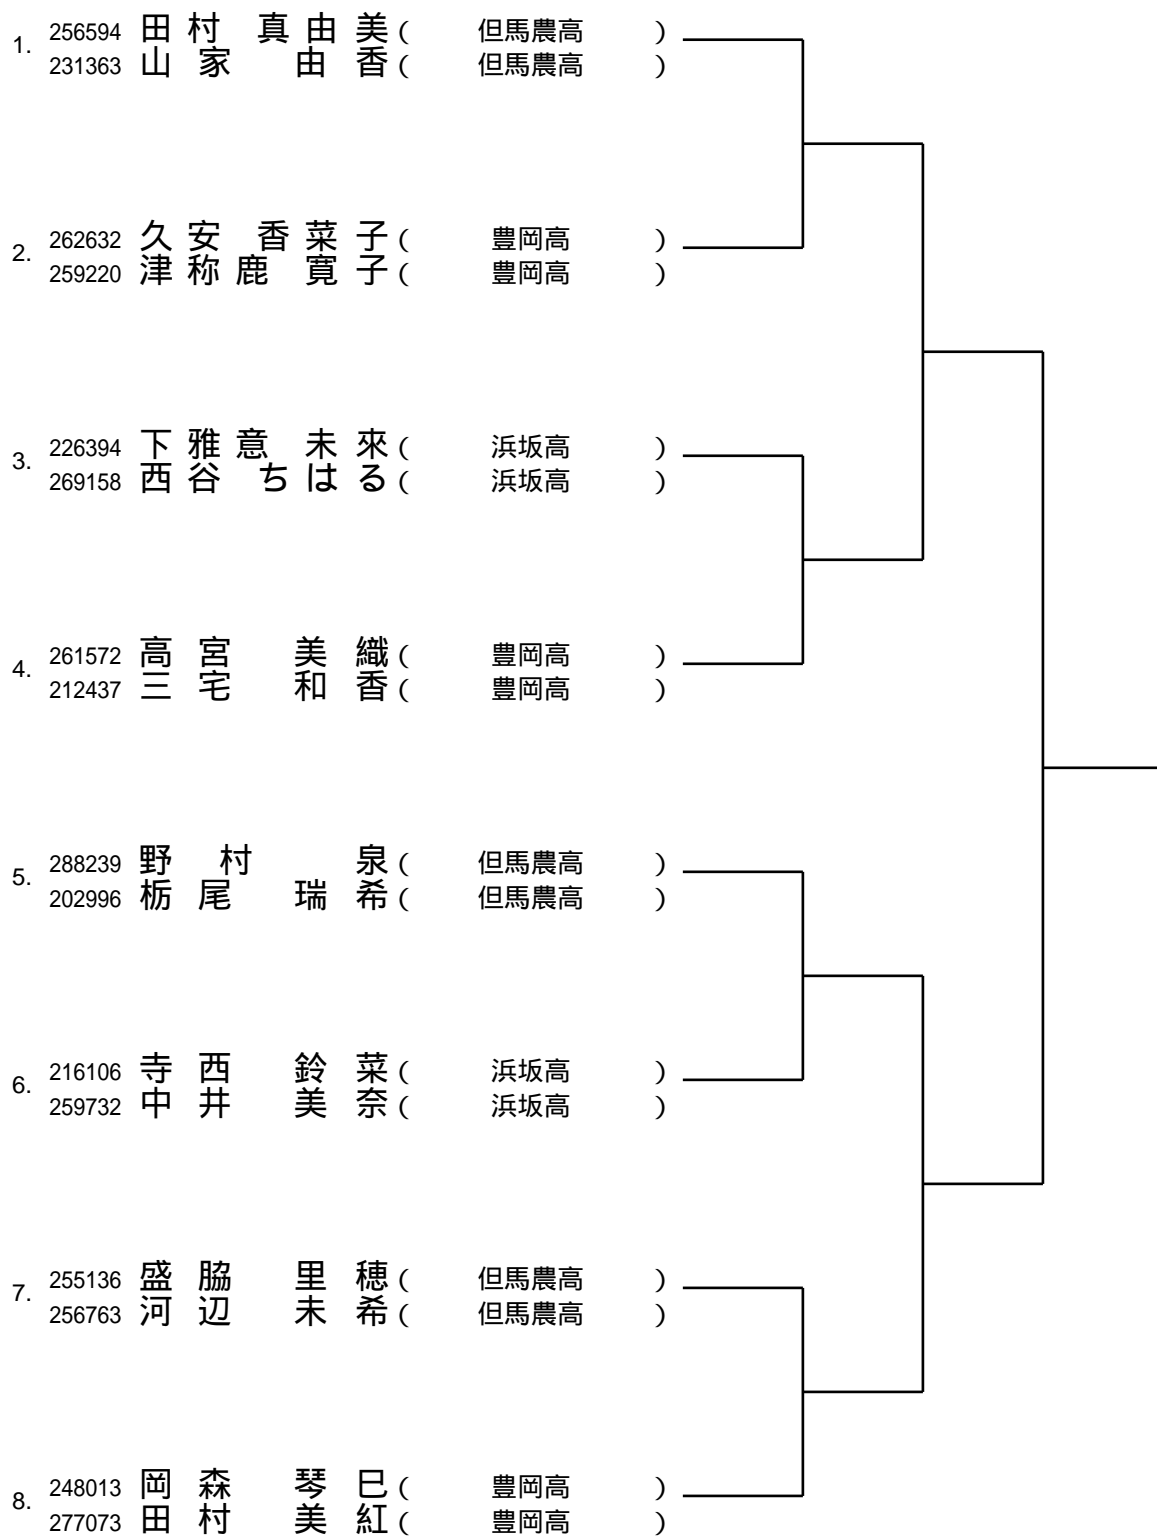 1. 256594 田村 真由美 ( 但馬農高 )
231363 山家 由香 ( 但馬農高 )
2. 262632 久安 香菜子 ( 豊岡高 )
259220 津称鹿 寛子 ( 豊岡高 )
3. 226394 下雅意 未來 ( 浜坂高 )
269158 西谷 ちはる ( 浜坂高 )
4. 261572 高宮 美織 ( 豊岡高 )
212437 三宅 和香 ( 豊岡高 )
5. 288239 野村 泉 ( 但馬農高 )
202996 栃尾 瑞希 ( 但馬農高 )
6. 216106 寺西 鈴菜 ( 浜坂高 )
259732 中井 美奈 ( 浜坂高 )
7. 255136 盛脇 里穂 ( 但馬農高 )
256763 河辺 未希 ( 但馬農高 )
8. 248013 岡森 琴巳 ( 豊岡高 )
277073 田村 美紅 ( 豊岡高 )